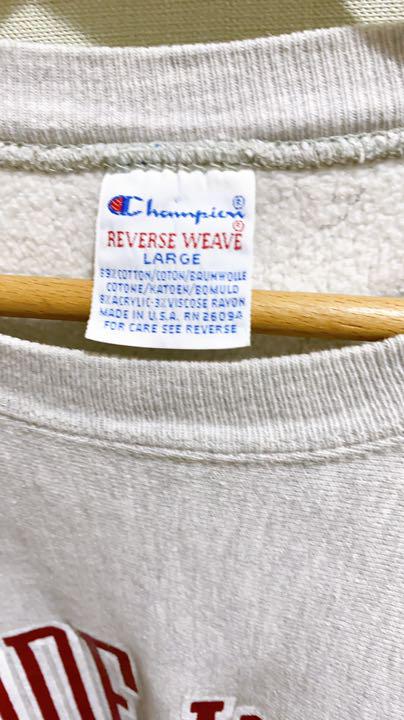 Champion®
REVERSE WEAVE®
LARGE
89% COTTON/COTON/BAUMWOLLE
COTONE/KATOEN/BOMULD
8% ACRYLIC-3% VISCOSE RAYON
MADE IN U.S.A. RN 26094
FOR CARE SEE REVERSE
DE